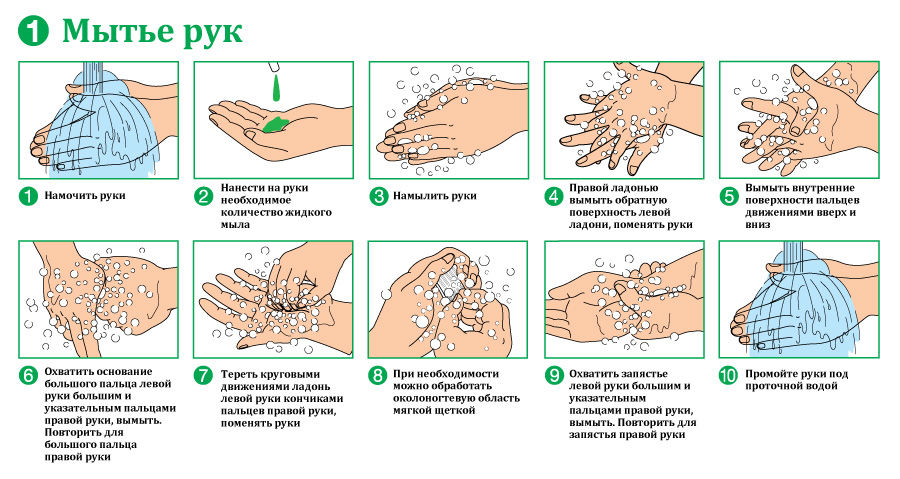 1 Мытье рук
1 Намочить руки
2 Нанести на руки
необходимое
количество жидкого
мыла
3 Намылить руки
4 Правой ладонью
вымыть обратную
поверхность левой
ладони, поменять руки
5 Вымыть внутренние
поверхности пальцев
движениями вверх и
вниз
6 Охватить основание
большого пальца левой
руки большим и
указательным пальцами
правой руки, вымыть.
Повторить для
большого пальца
правой руки
7 Тереть круговыми
движениями ладонь
левой руки кончиками
пальцев правой руки,
поменять руки
8 При необходимости
можно обработать
околоногтевую область
мягкой щеткой
9 Охватить запястье
левой руки большим и
указательным
пальцами правой руки,
вымыть. Повторить для
запястья правой руки
10 Промойте руки под
проточной водой